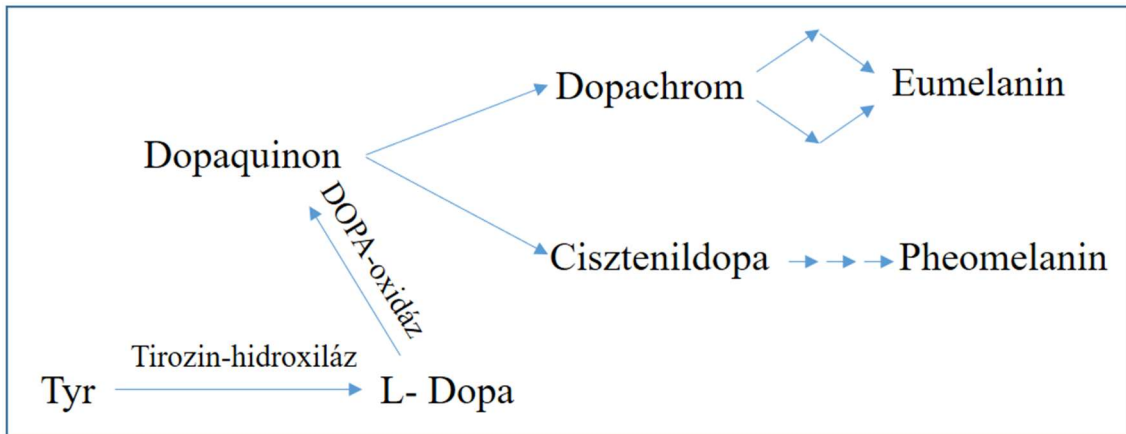 Dopachrom
Eumelanin
Dopaquinon
DOPA-oxidáz
Cisztenildopa
Pheomelanin
Tirozin-hidroxiláz
Tyr
L- Dopa